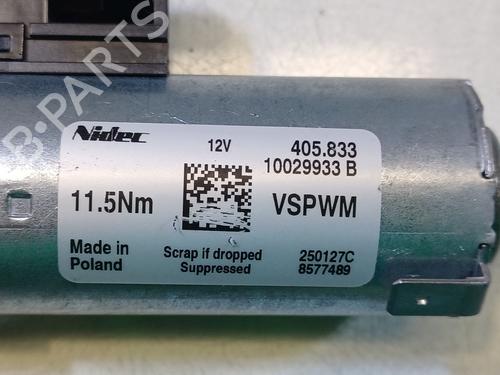 B-PARTS
Nidec
12V
405.833
10029933 B
11.5Nm
VSPWM
Made in
Poland
Scrap if dropped
Suppressed
250127C
8577489